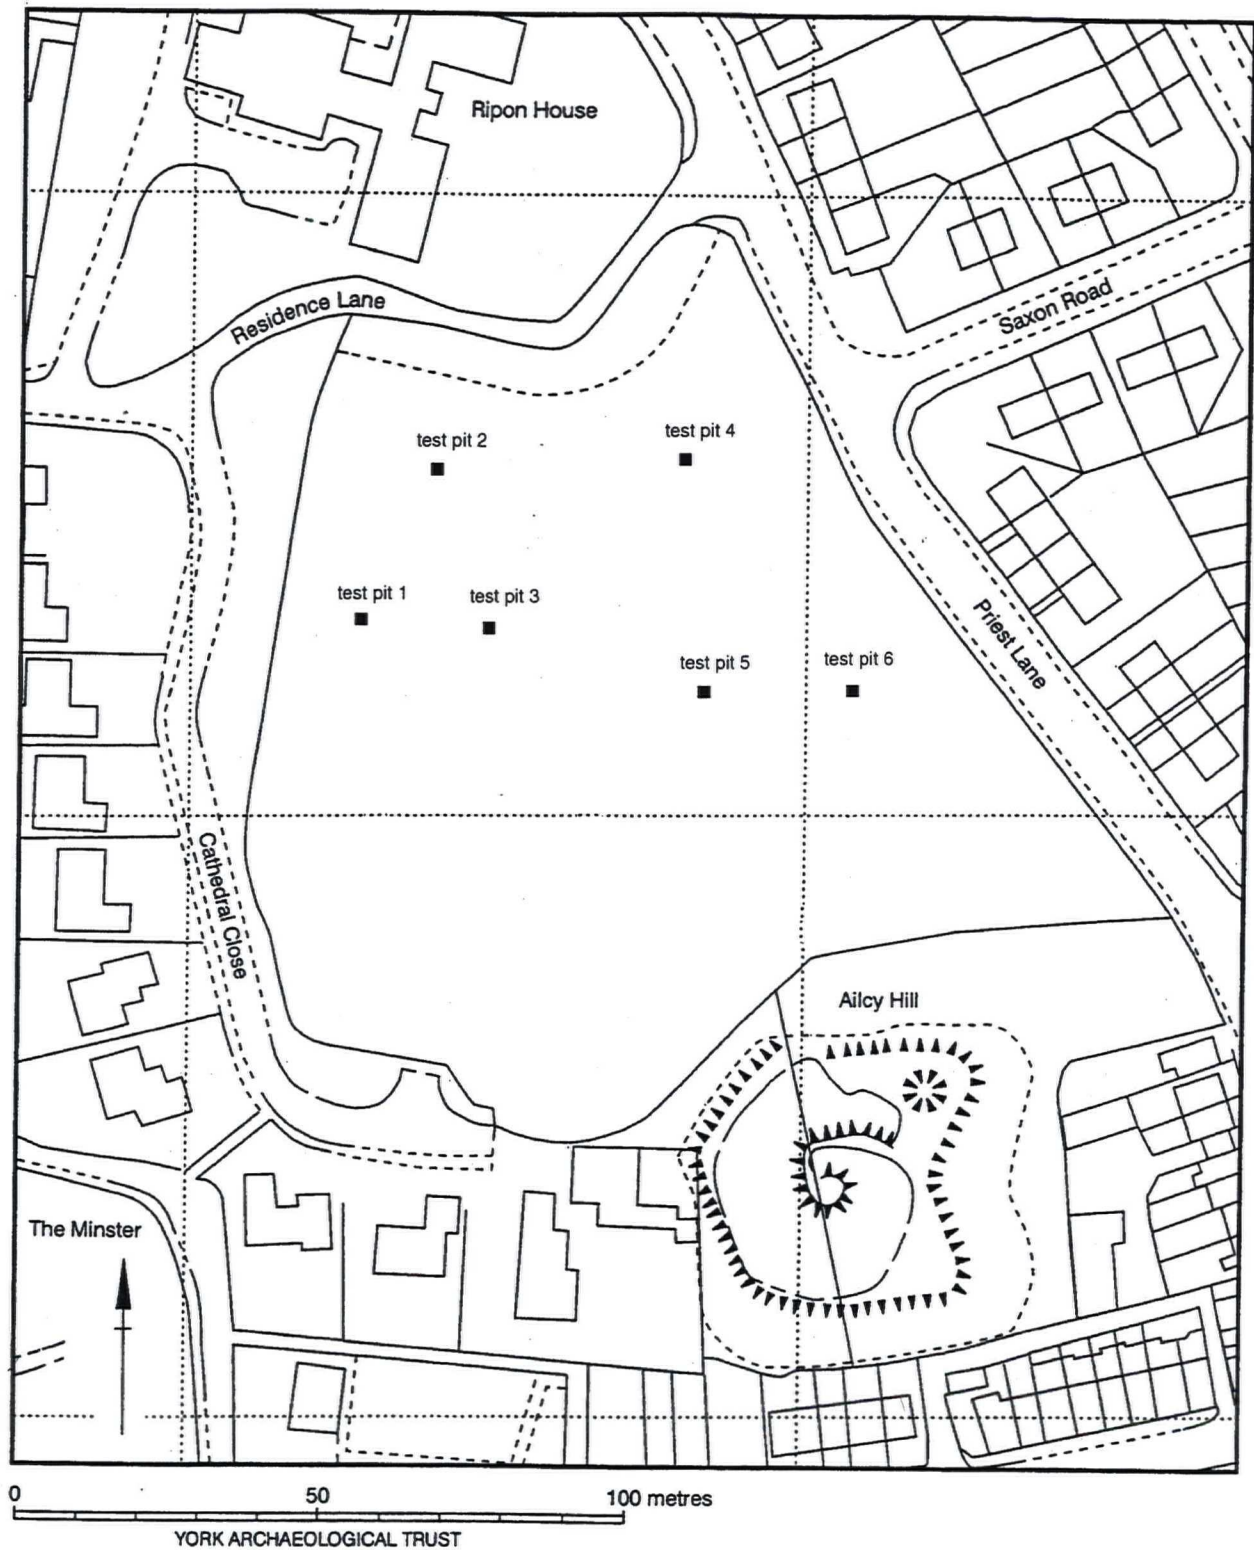 Ripon House
Residence Lane
Saxon Road
test pit 2
test pit 4
test pit 1
test pit 3
test pit 5
test pit 6
Priest Lane
Cathedral Close
Ailcy Hill
The Minster
0 50 100 metres
YORK ARCHAEOLOGICAL TRUST